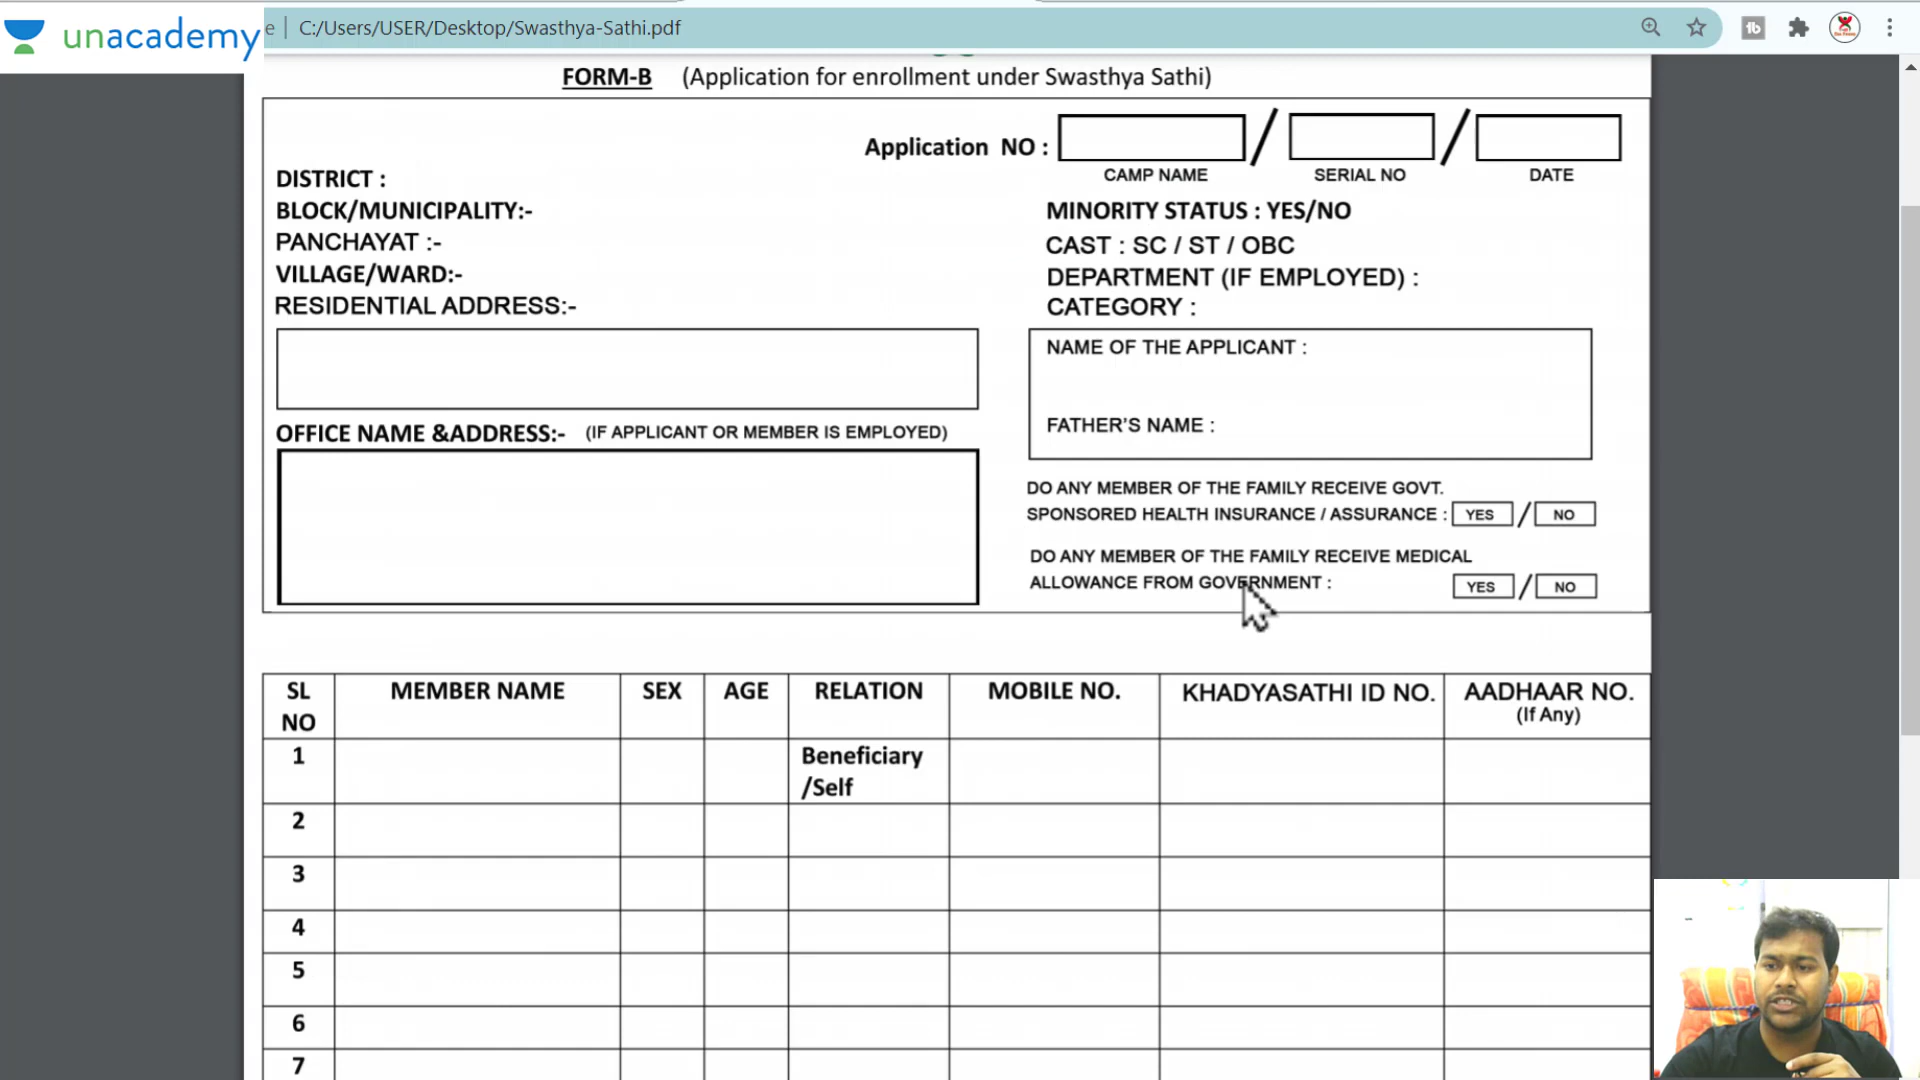 unacademy
e | C:/Users/USER/Desktop/Swasthya-Sathi.pdf
FORM-B (Application for enrollment under Swasthya Sathi)
Application NO : / /
CAMP NAME SERIAL NO DATE
DISTRICT :
BLOCK/MUNICIPALITY:-
PANCHAYAT :-
VILLAGE/WARD:-
RESIDENTIAL ADDRESS:-
OFFICE NAME &ADDRESS:- (IF APPLICANT OR MEMBER IS EMPLOYED)
MINORITY STATUS : YES/NO
CAST : SC / ST / OBC
DEPARTMENT (IF EMPLOYED) :
CATEGORY :
NAME OF THE APPLICANT :
FATHER'S NAME :
DO ANY MEMBER OF THE FAMILY RECEIVE GOVT.
SPONSORED HEALTH INSURANCE / ASSURANCE : YES / NO
DO ANY MEMBER OF THE FAMILY RECEIVE MEDICAL
ALLOWANCE FROM GOVERNMENT : YES / NO
SL NO MEMBER NAME SEX AGE RELATION MOBILE NO. KHADYASATHI ID NO. AADHAAR NO. (If Any)
1 Beneficiary /Self
2
3
4
5
6
7